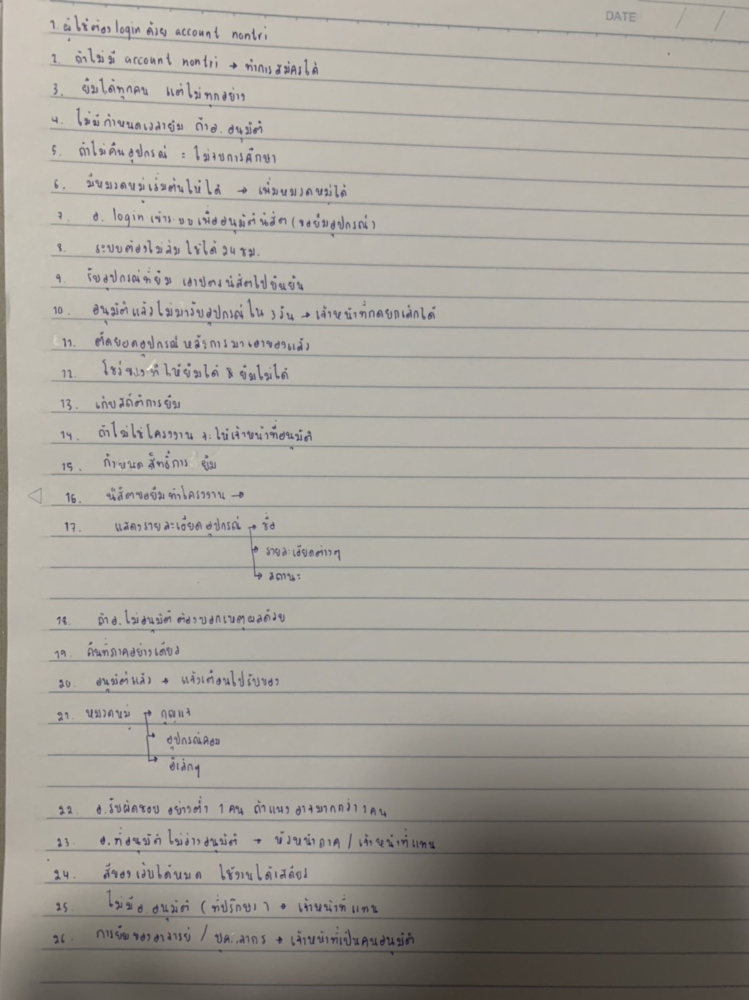 DATE / /
1. ผู้ใช้ต้อง login ด้วย account nontri
2. ถ้าไม่มี account nontri → ทำการสมัครได้
3. ยืมได้ทุกคน แต่ไม่ทุกอย่าง
4. ไม่มีกำหนดเวลายืม ถ้าอ. อนุมัติ
5. ถ้าไม่คืนอุปกรณ์ = ไม่จบการศึกษา
6. มีหมวดหมู่เริ่มต้นให้ได้ → เพิ่มหมวดหมู่ได้
7. อ. login เข้าระบบเพื่ออนุมัตินิสิต (ขอยืมอุปกรณ์)
8. ระบบต้องไม่ล่ม ใช้ได้ 24 ชม.
9. รับอุปกรณ์ที่ยืม เอาบัตรนิสิตไปยืนยัน
10. อนุมัติแล้วไม่มารับอุปกรณ์ใน 3 วัน → เจ้าหน้าที่กดยกเลิกได้
11. ตัดยอดอุปกรณ์หลังการมาเอาของแล้ว
12. โชว์ของที่ให้ยืมได้ & ยืมไม่ได้
13. เก็บสถิติการยืม
14. ถ้าไม่ใช่โครงงาน จะให้เจ้าหน้าที่อนุมัติ
15. กำหนดสิทธิ์การ ยืม
16. นิสิตขอยืมทำโครงงาน →
17. แสดงรายละเอียดอุปกรณ์ → ชื่อ
→ รายละเอียดต่างๆ
→ สถานะ
18. ถ้าอ. ไม่อนุมัติ ต้องบอกเหตุผลด้วย
19. คืนที่ภาคอย่างเดียว
20. อนุมัติแล้ว → แจ้งเตือนไปรับของ
21. หมวดหมู่ → กุญแจ
→ อุปกรณ์คอม
→ อิเล็กฯ
22. อ. รับผิดชอบ อย่างต่ำ 1 คน ตำแหน่งอาจมากกว่า 1 คน
23. อ. ที่อนุมัติ ไม่ว่างอนุมัติ → หัวหน้าภาค / เจ้าหน้าที่แทน
24. สีของเว็บได้หมด ใช้งานได้เสถียร
25. ไม่มีอ. อนุมัติ (ที่ปรึกษา) → เจ้าหน้าที่แทน
26. การยืมของอาจารย์ / บุคลากร → เจ้าหน้าที่เป็นคนอนุมัติ